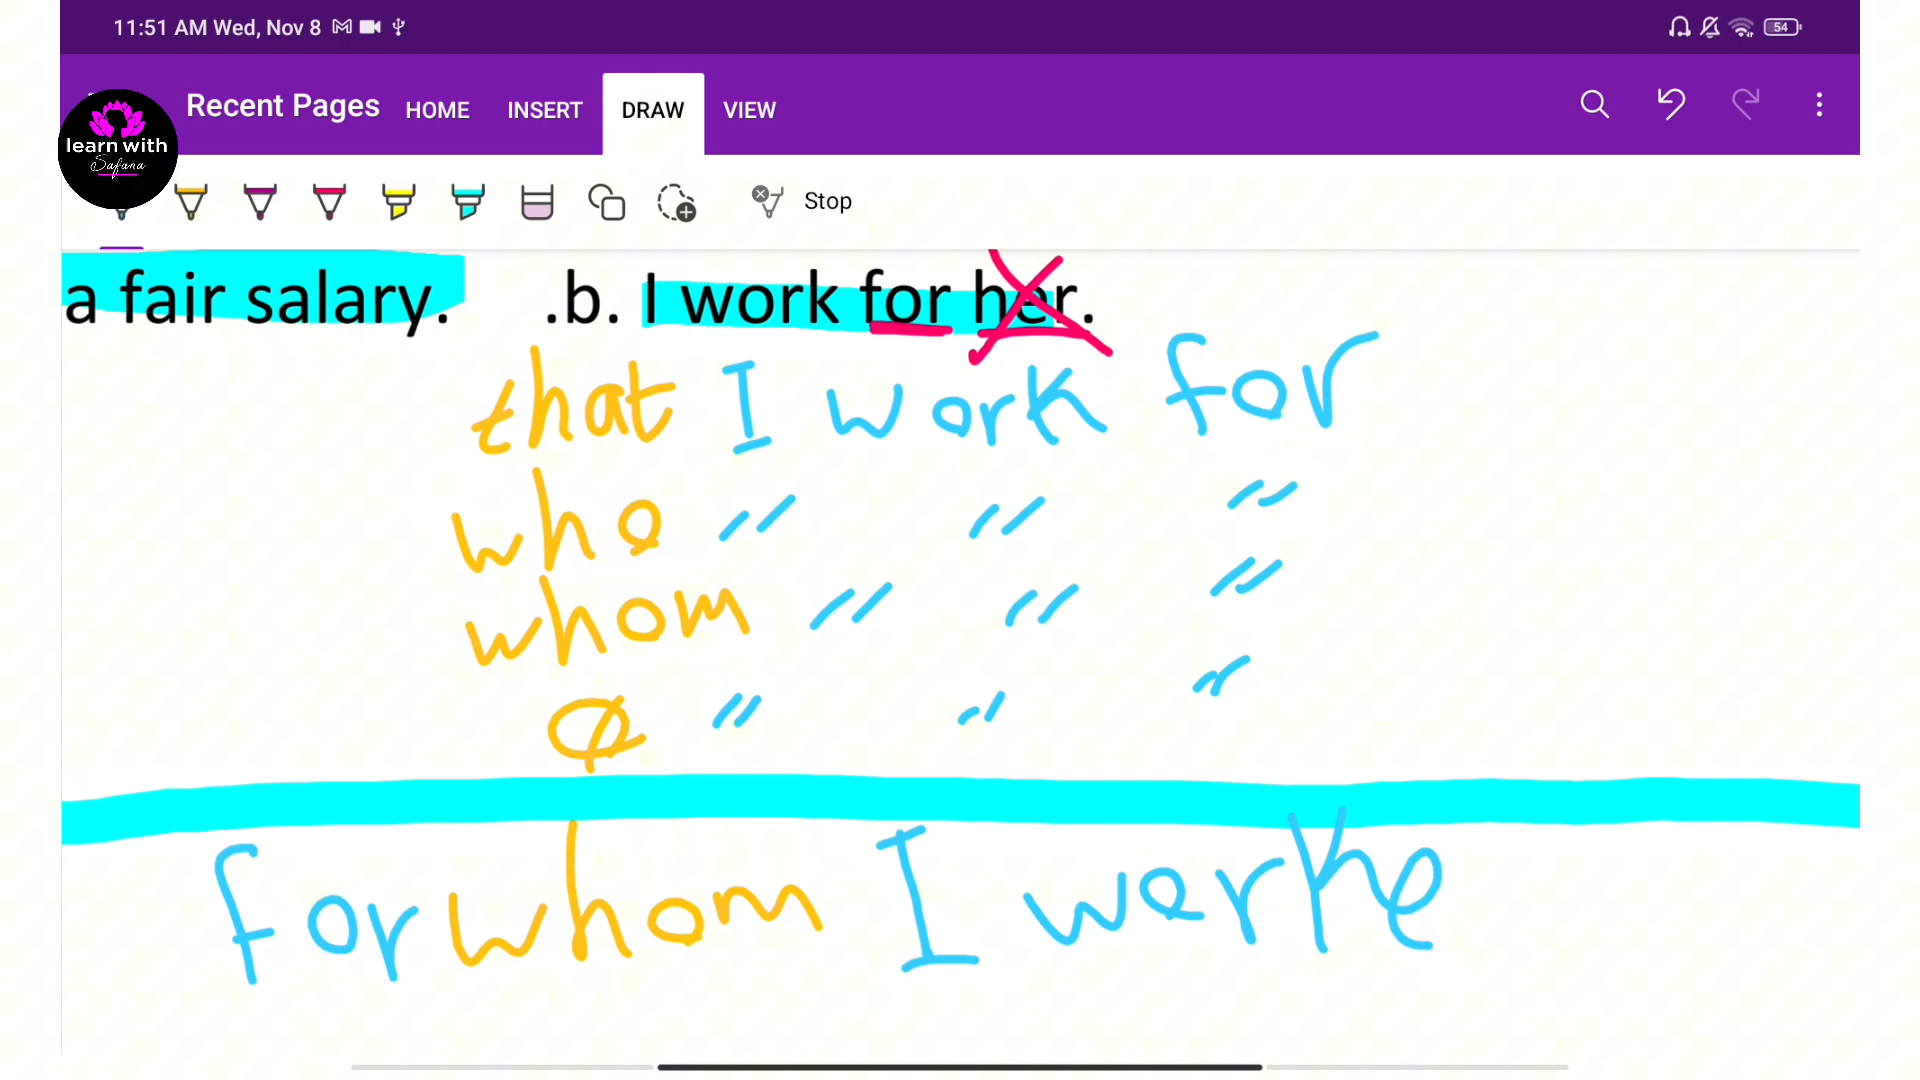 11:51 AM Wed, Nov 8
54
learn with
Safana
Recent Pages HOME INSERT DRAW VIEW
Stop
a fair salary. .b. I work for her.
that I work for
who " " "
whom " " "
Ø " " "
for whom I worke